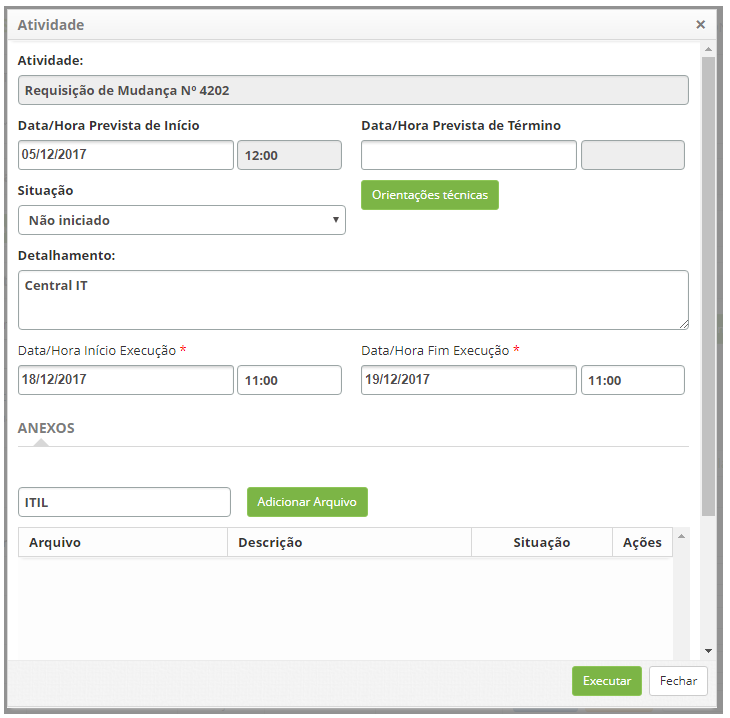 Atividade ×
Atividade:
Requisição de Mudança Nº 4202
Data/Hora Prevista de Início Data/Hora Prevista de Término
05/12/2017 12:00
Situação Orientações técnicas
Não iniciado
Detalhamento:
Central IT
Data/Hora Início Execução * Data/Hora Fim Execução *
18/12/2017 11:00 19/12/2017 11:00
ANEXOS
ITIL Adicionar Arquivo
Arquivo Descrição Situação Ações
Executar Fechar